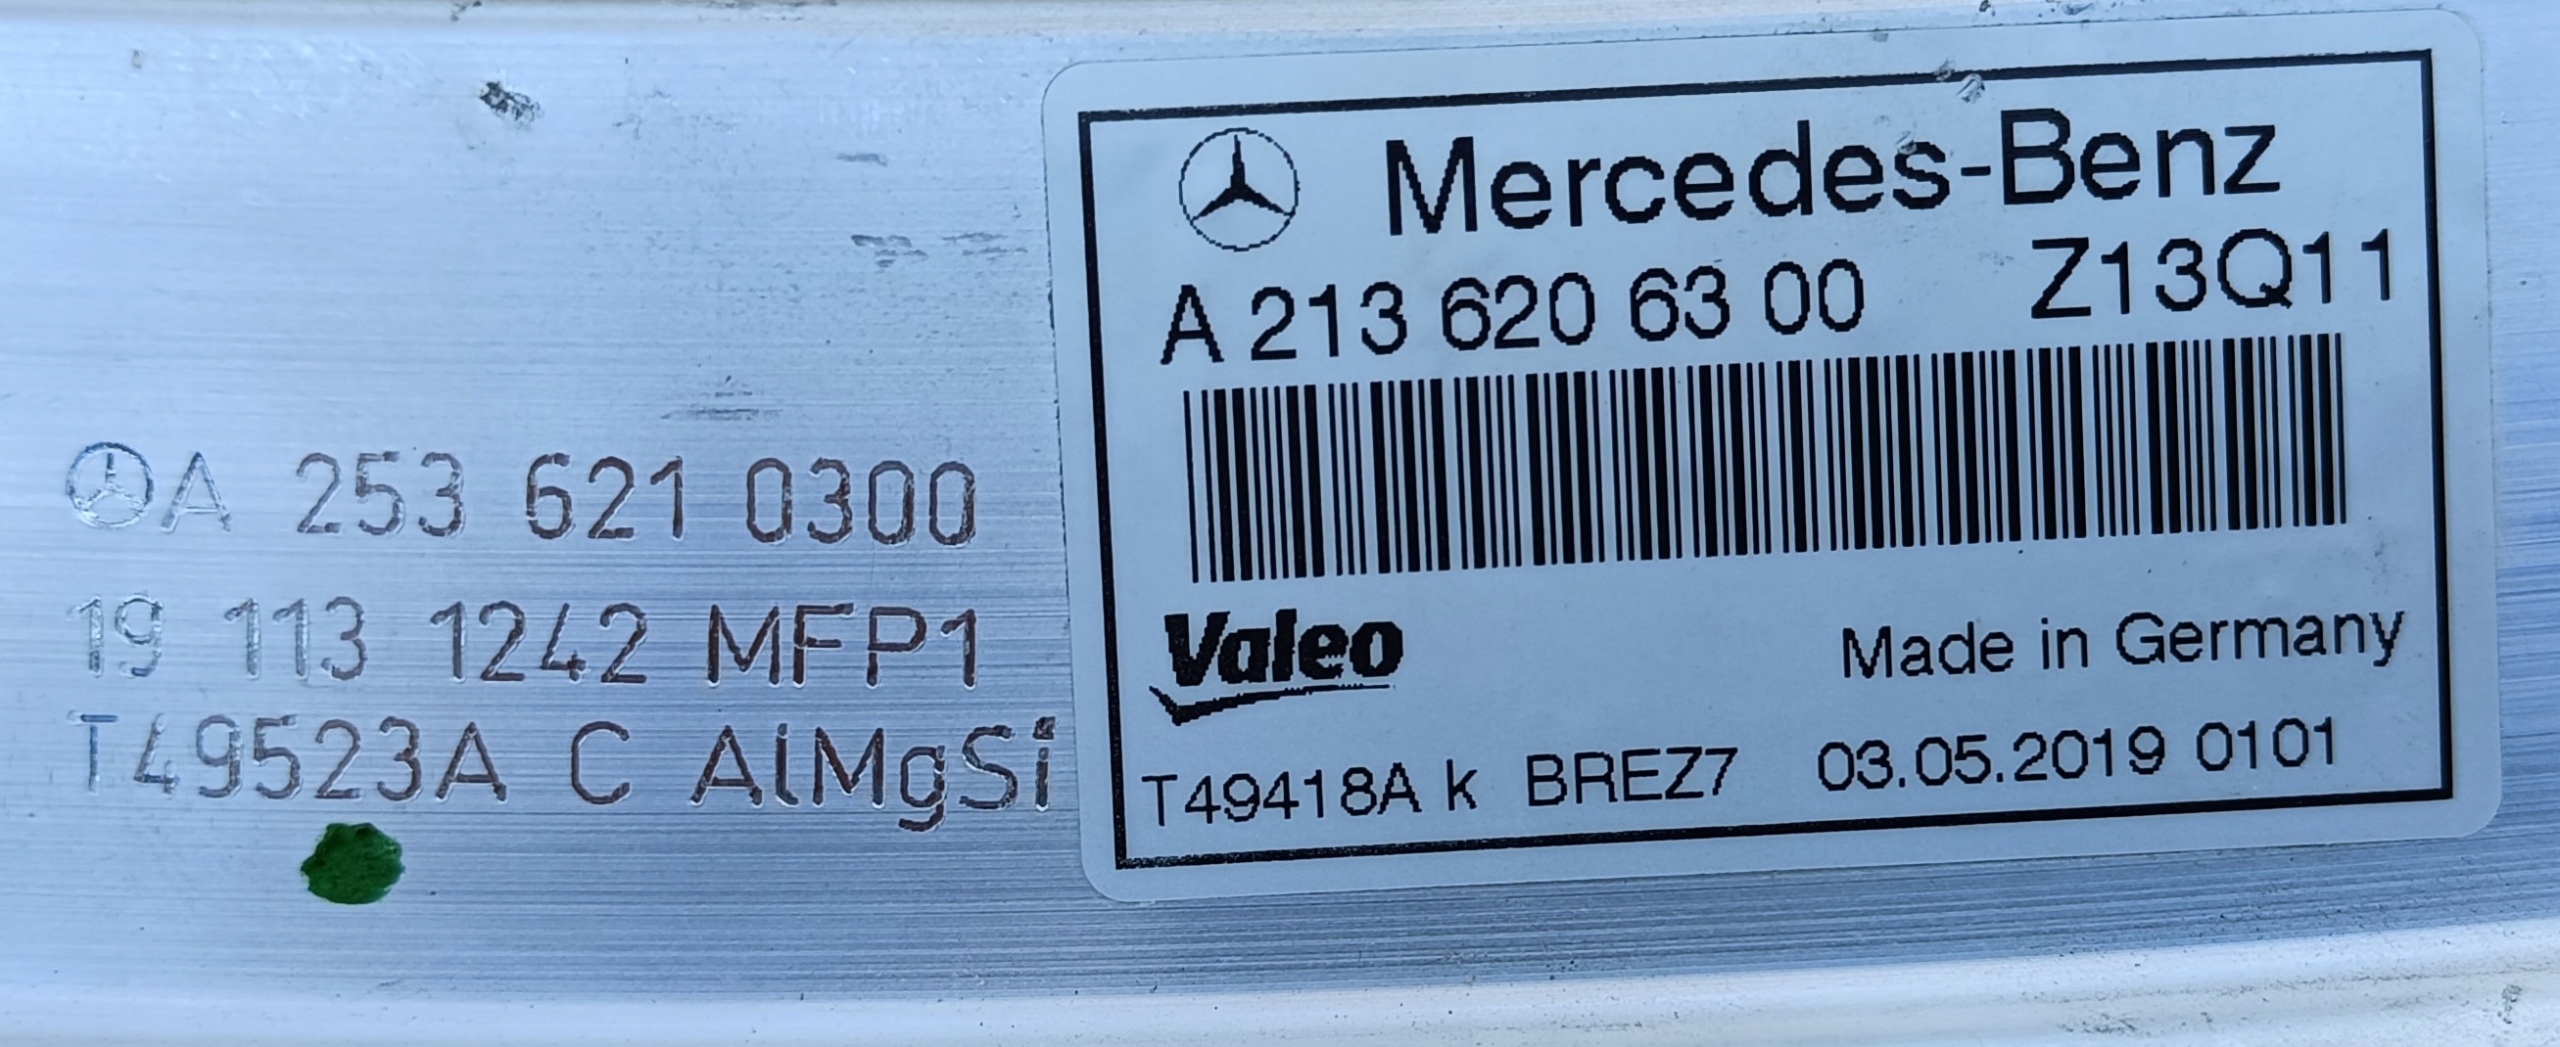 A 253 621 0300
19 113 1242 MFP1
T49523A C AlMgSi
Mercedes-Benz
A 213 620 63 00 Z13Q11
Valeo
Made in Germany
T49418A k BREZ7 03.05.2019 0101